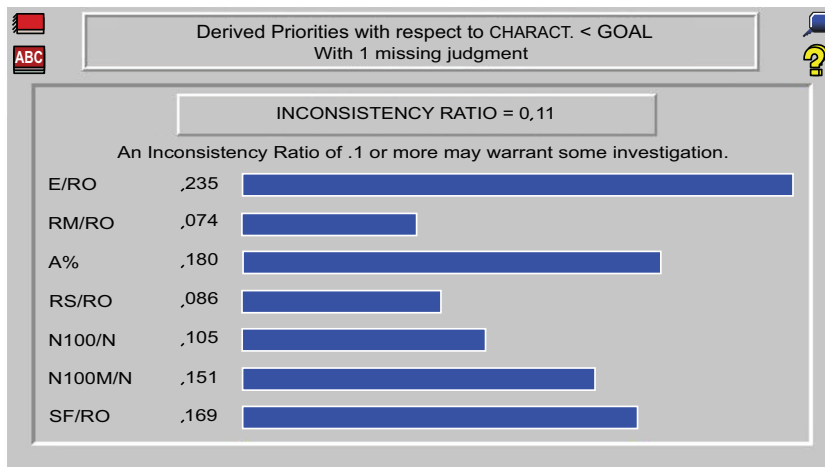 Derived Priorities with respect to CHARACT. < GOAL
With 1 missing judgment
ABC
?
INCONSISTENCY RATIO = 0,11
An Inconsistency Ratio of .1 or more may warrant some investigation.
E/RO ,235
RM/RO ,074
A% ,180
RS/RO ,086
N100/N ,105
N100M/N ,151
SF/RO ,169